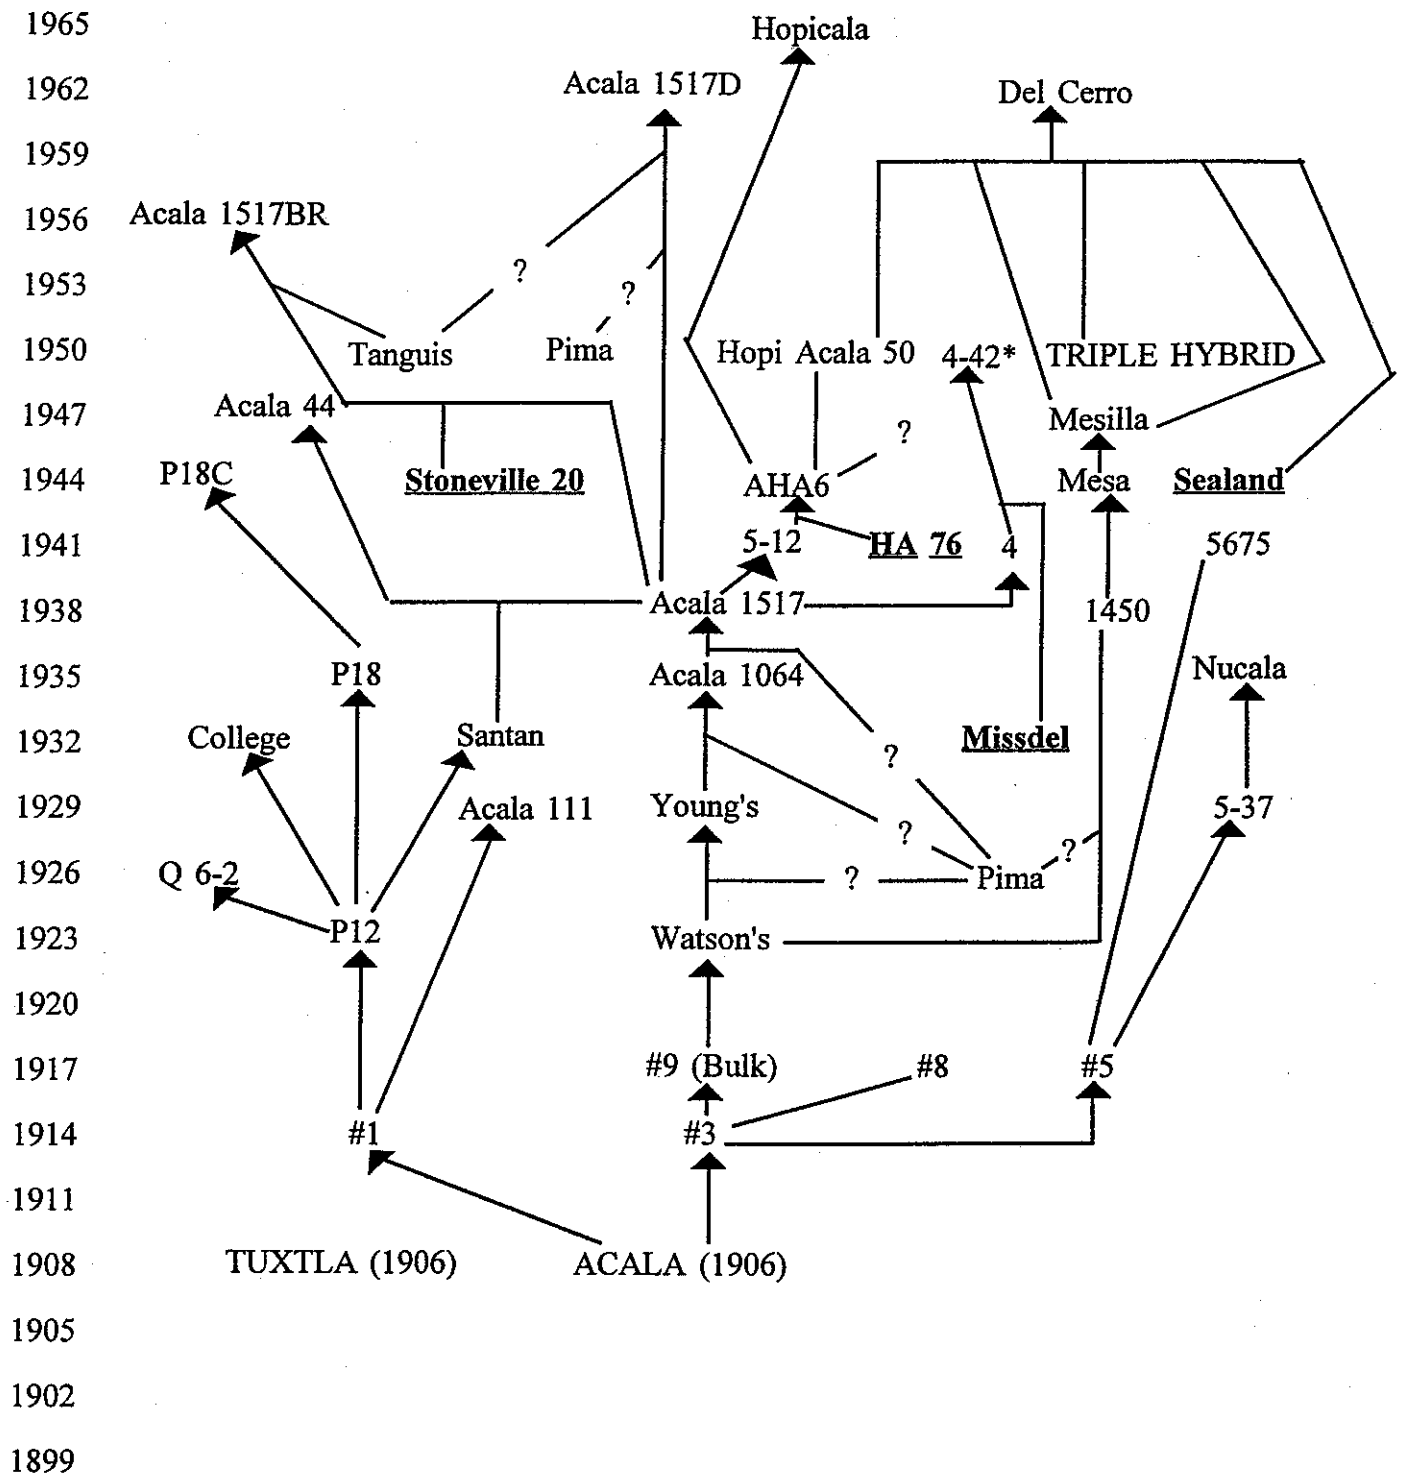 1965
Hopicala
1962
Acala 1517D
Del Cerro
1959
1956
Acala 1517BR
?
1953
?
1950
Tanguis
Pima
Hopi Acala 50
4-42*
TRIPLE HYBRID
1947
Acala 44
Mesilla
?
1944
P18C
Stoneville 20
AHA6
Mesa
Sealand
1941
5-12
HA 76
4
5675
1938
Acala 1517
1450
1935
P18
Acala 1064
Nucala
1932
College
Santan
Missdel
?
1929
Acala 111
Young's
5-37
?
?
1926
Q 6-2
?
Pima
1923
P12
Watson's
1920
1917
#9 (Bulk)
#8
#5
1914
#1
#3
1911
1908
TUXTLA (1906)
ACALA (1906)
1905
1902
1899